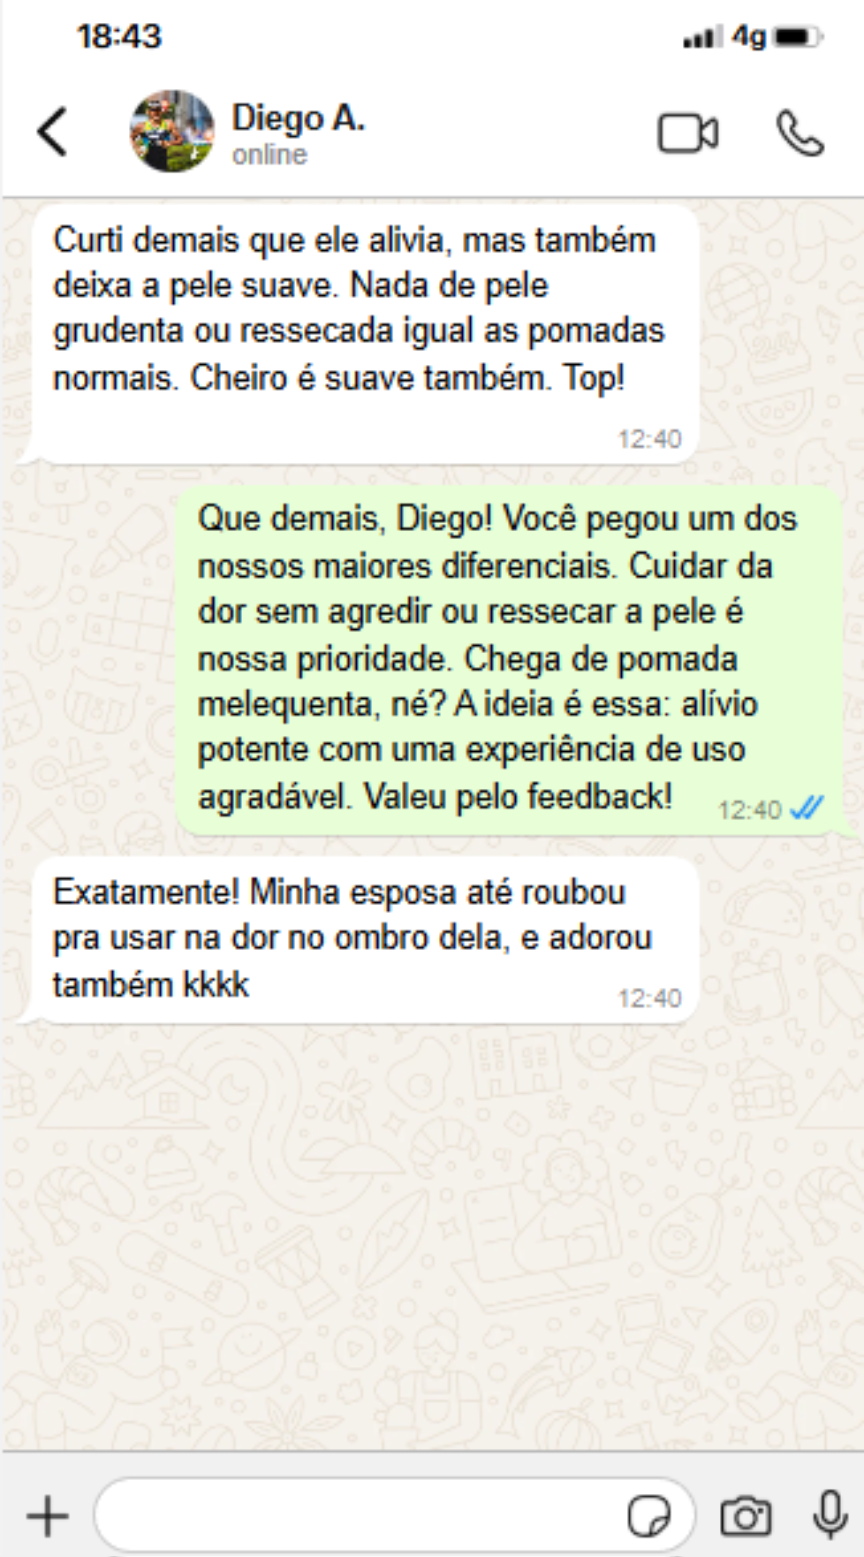 18:43
4g
Diego A.
online
Curti demais que ele alivia, mas também
deixa a pele suave. Nada de pele
grudenta ou ressecada igual as pomadas
normais. Cheiro é suave também. Top!
12:40
Que demais, Diego! Você pegou um dos
nossos maiores diferenciais. Cuidar da
dor sem agredir ou ressecar a pele é
nossa prioridade. Chega de pomada
melequenta, né? A ideia é essa: alívio
potente com uma experiência de uso
agradável. Valeu pelo feedback!
12:40
Exatamente! Minha esposa até roubou
pra usar na dor no ombro dela, e adorou
também kkkk
12:40